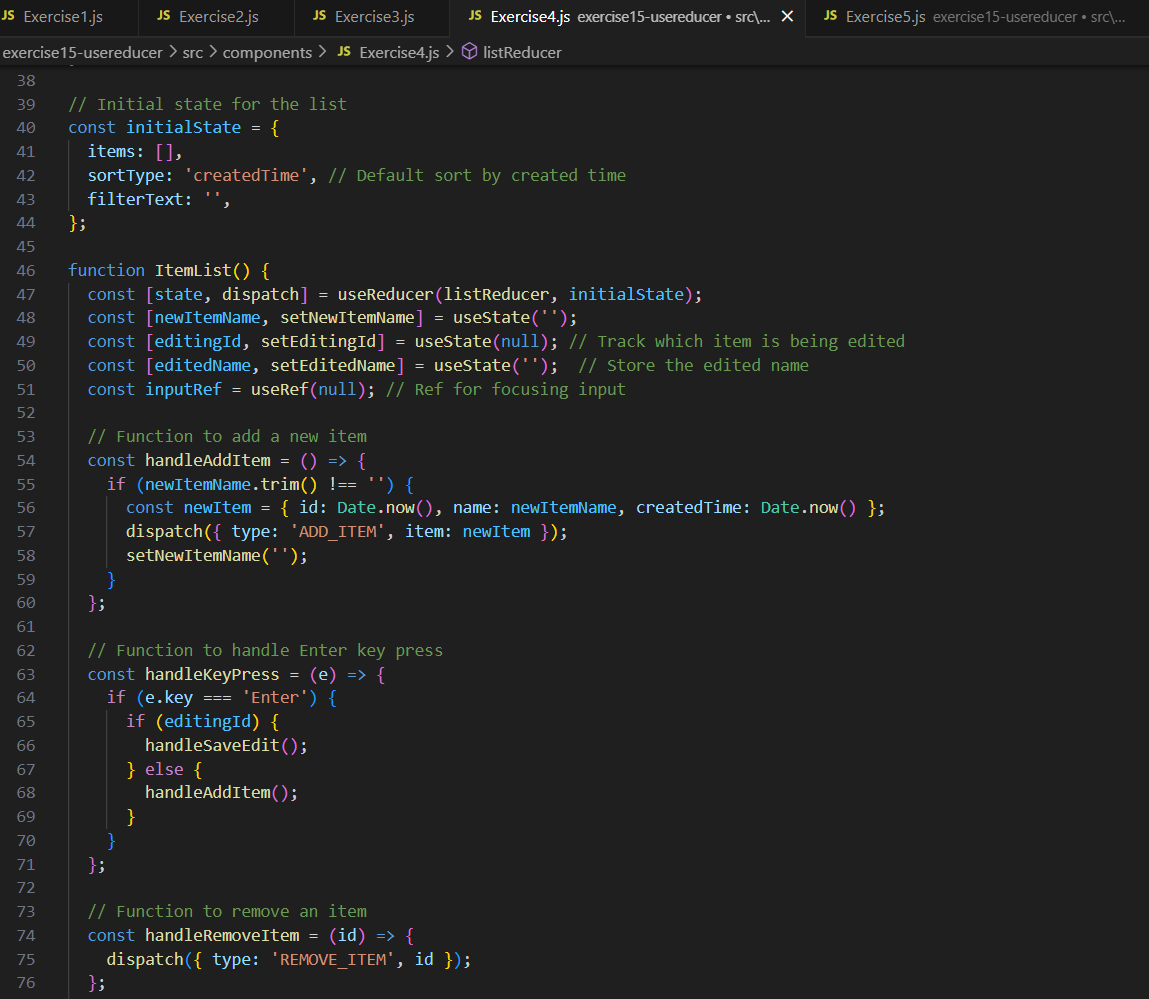 JS Exercise1.js JS Exercise2.js JS Exercise3.js JS Exercise4.js exercise15-usereducer • src\... × JS Exercise5.js exercise15-usereducer • src\...
exercise15-usereducer > src > components > JS Exercise4.js > listReducer
38
39 // Initial state for the list
40 const initialState = {
41   items: [],
42   sortType: 'createdTime', // Default sort by created time
43   filterText: '',
44 };
45
46 function ItemList() {
47   const [state, dispatch] = useReducer(listReducer, initialState);
48   const [newItemName, setNewItemName] = useState('');
49   const [editingId, setEditingId] = useState(null); // Track which item is being edited
50   const [editedName, setEditedName] = useState('');  // Store the edited name
51   const inputRef = useRef(null); // Ref for focusing input
52
53   // Function to add a new item
54   const handleAddItem = () => {
55     if (newItemName.trim() !== '') {
56       const newItem = { id: Date.now(), name: newItemName, createdTime: Date.now() };
57       dispatch({ type: 'ADD_ITEM', item: newItem });
58       setNewItemName('');
59     }
60   };
61
62   // Function to handle Enter key press
63   const handleKeyPress = (e) => {
64     if (e.key === 'Enter') {
65       if (editingId) {
66         handleSaveEdit();
67       } else {
68         handleAddItem();
69       }
70     }
71   };
72
73   // Function to remove an item
74   const handleRemoveItem = (id) => {
75     dispatch({ type: 'REMOVE_ITEM', id });
76   };